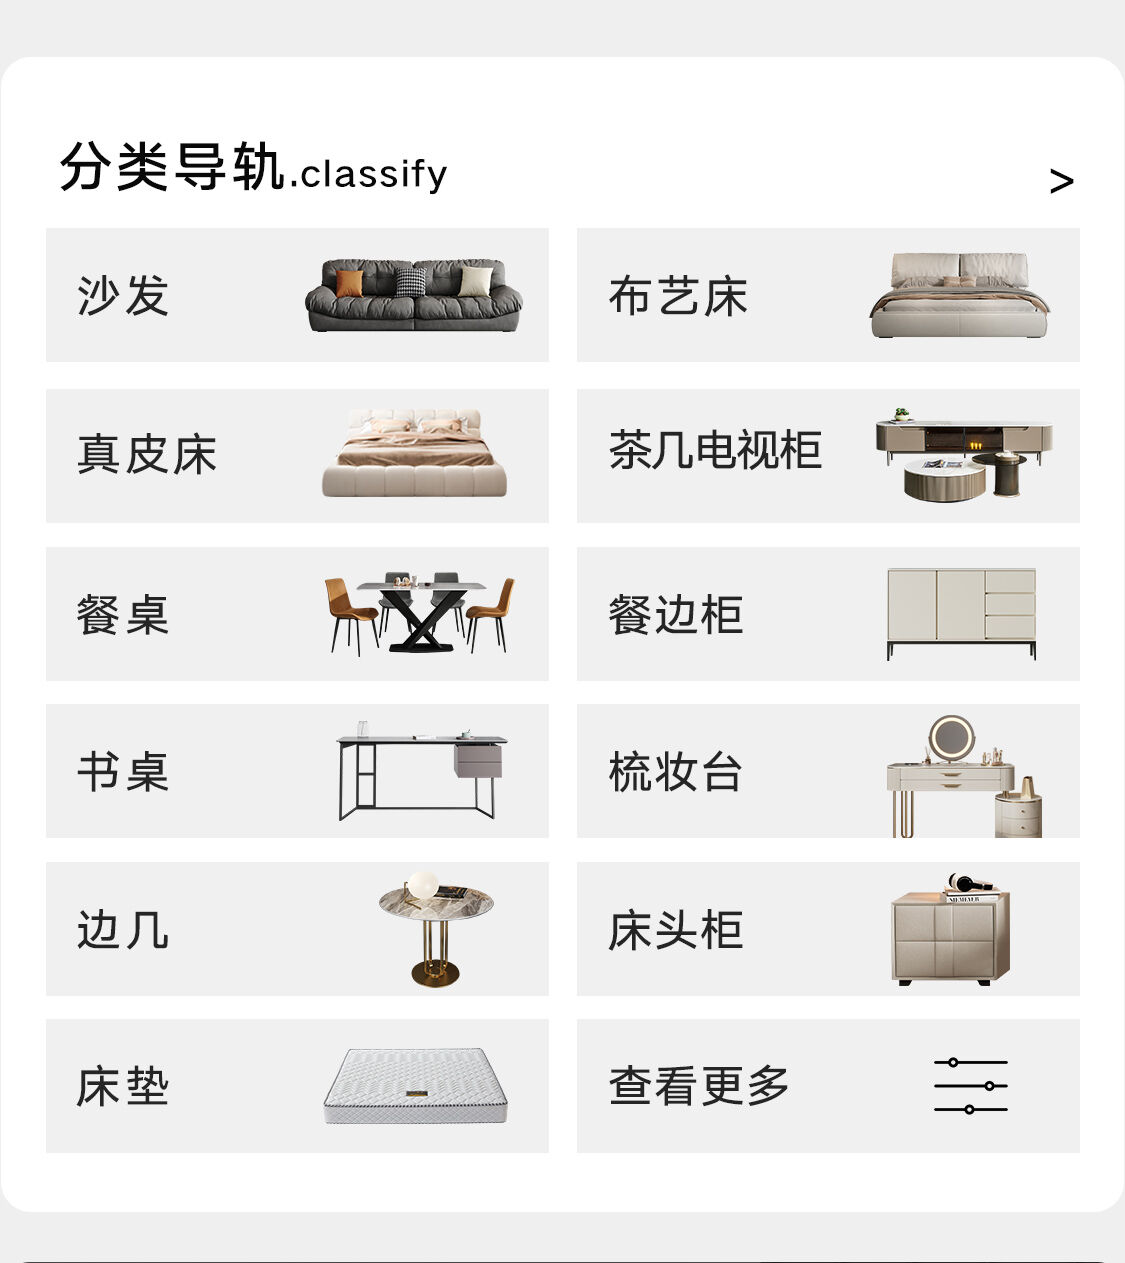 分类导轨.classify
>
沙发
布艺床
真皮床
茶几电视柜
餐桌
餐边柜
书桌
梳妆台
边几
床头柜
床垫
查看更多